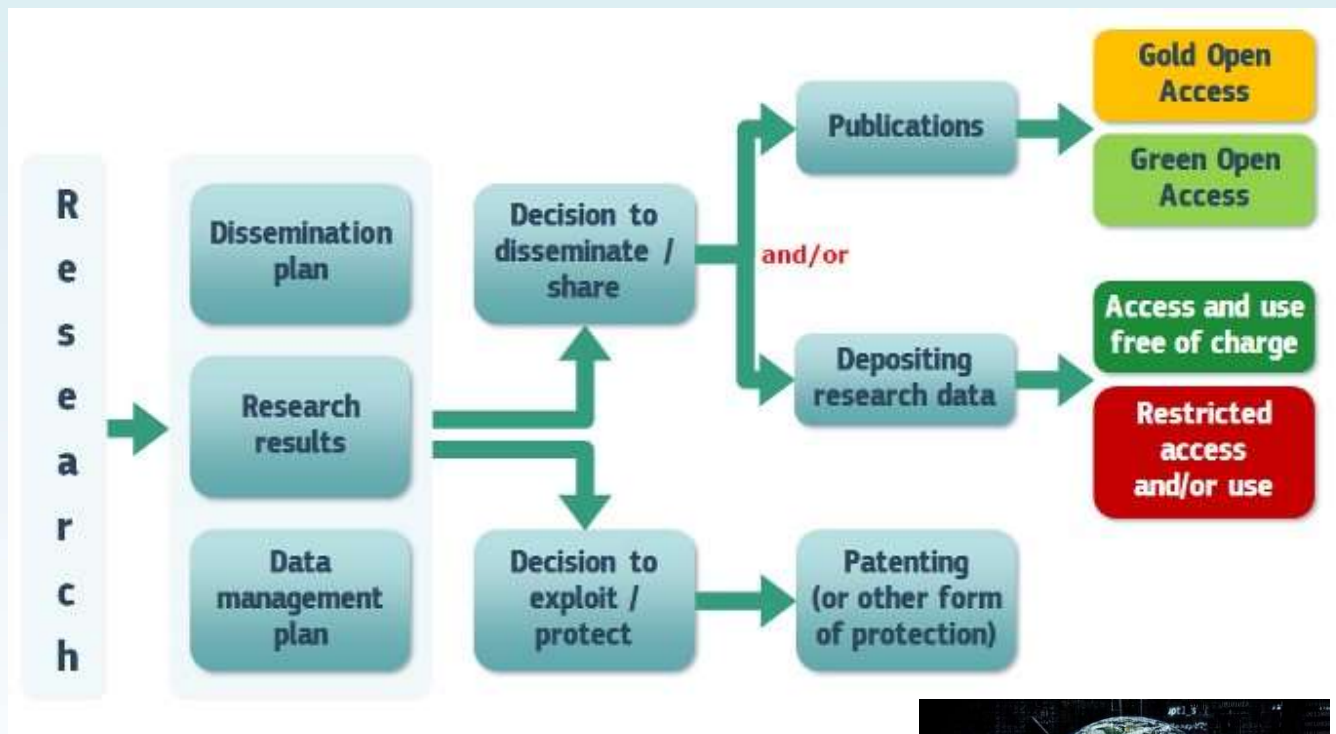 Research
Dissemination
plan
Research
results
Data
management
plan
Decision to
disseminate /
share
Decision to
exploit /
protect
and/or
Publications
Depositing
research data
Patenting
(or other form
of protection)
Gold Open
Access
Green Open
Access
Access and use
free of charge
Restricted
access
and/or use